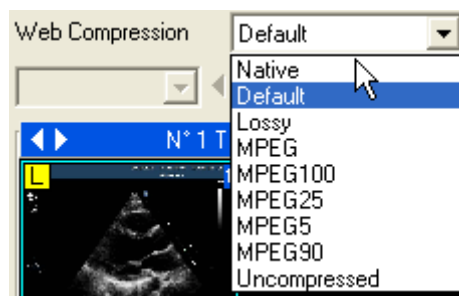 Web Compression Default
Native
Default
Lossy
N° 1 T
MPEG
MPEG100
L
MPEG25
MPEG5
MPEG90
Uncompressed